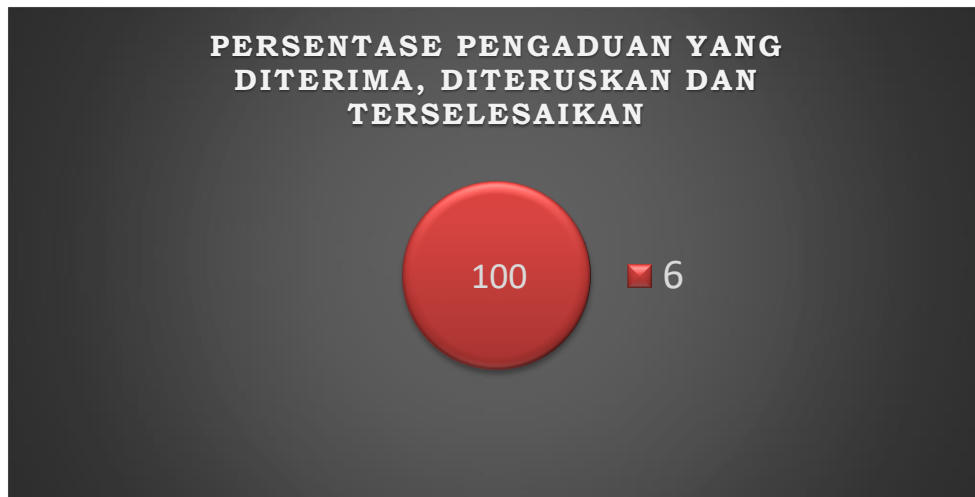 PERSENTASE PENGADUAN YANG
DITERIMA, DITERUSKAN DAN
TERSELESAIKAN
100
6